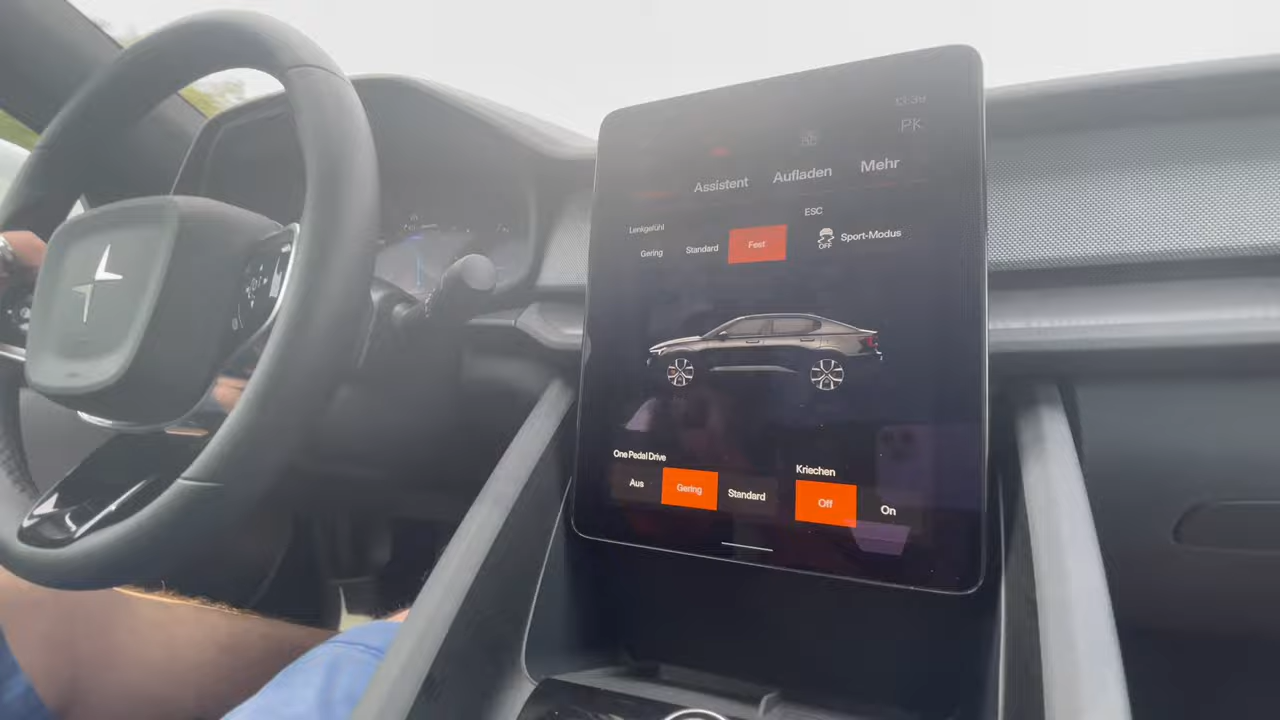 PK
Assistent Aufladen Mehr
Lenkgefühl
ESC
Gering Standard Fest
OFF Sport-Modus
One Pedal Drive
Aus Gering Standard
Kriechen
Off On